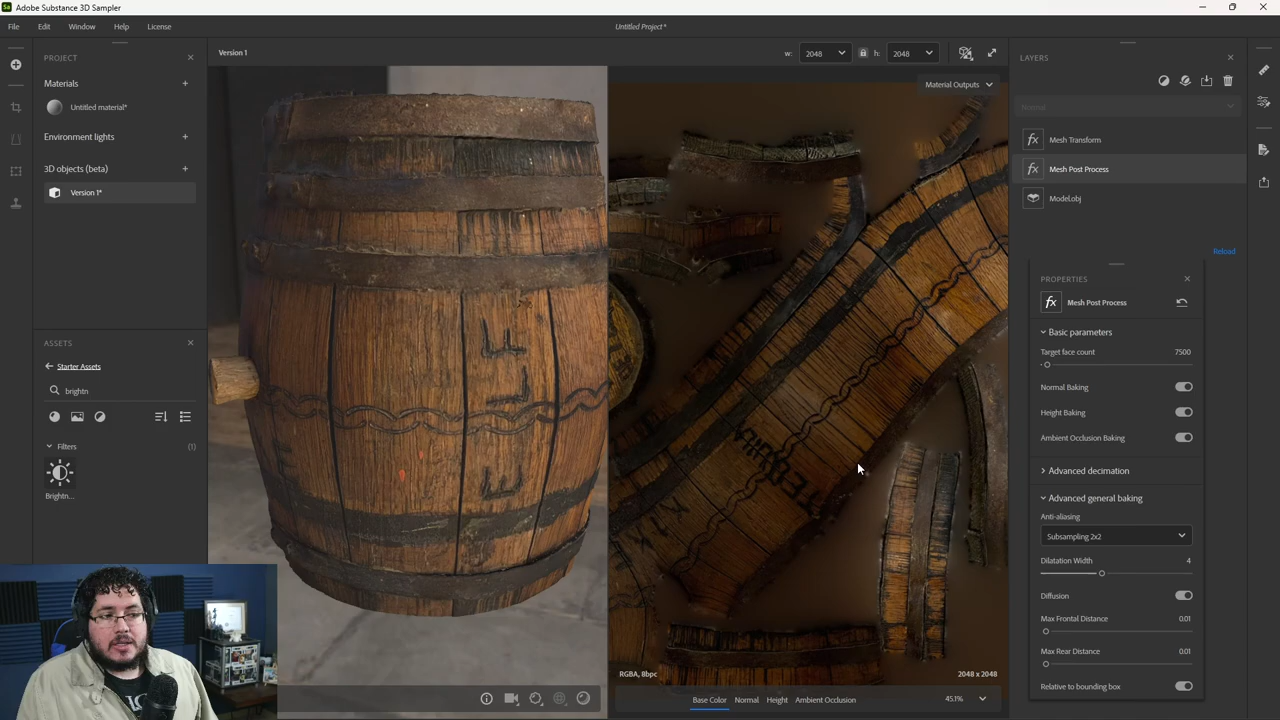 Sa Adobe Substance 3D Sampler
File Edit Window Help License
Untitled Project*
PROJECT
Materials
Untitled material*
Environment lights
3D objects (beta)
Version 1*
ASSETS
Starter Assets
brightn
Filters (1)
Brightn...
Version 1
w: 2048 h: 2048
Material Outputs
RGBA, 8bpc
2048 x 2048
Base Color Normal Height Ambient Occlusion 45.1%
LAYERS
Normal
Mesh Transform
Mesh Post Process
Model.obj
Reload
PROPERTIES
Mesh Post Process
Basic parameters
Target face count 7500
Normal Baking
Height Baking
Ambient Occlusion Baking
Advanced decimation
Advanced general baking
Anti-aliasing
Subsampling 2x2
Dilatation Width 4
Diffusion
Max Frontal Distance 0.01
Max Rear Distance 0.01
Relative to bounding box